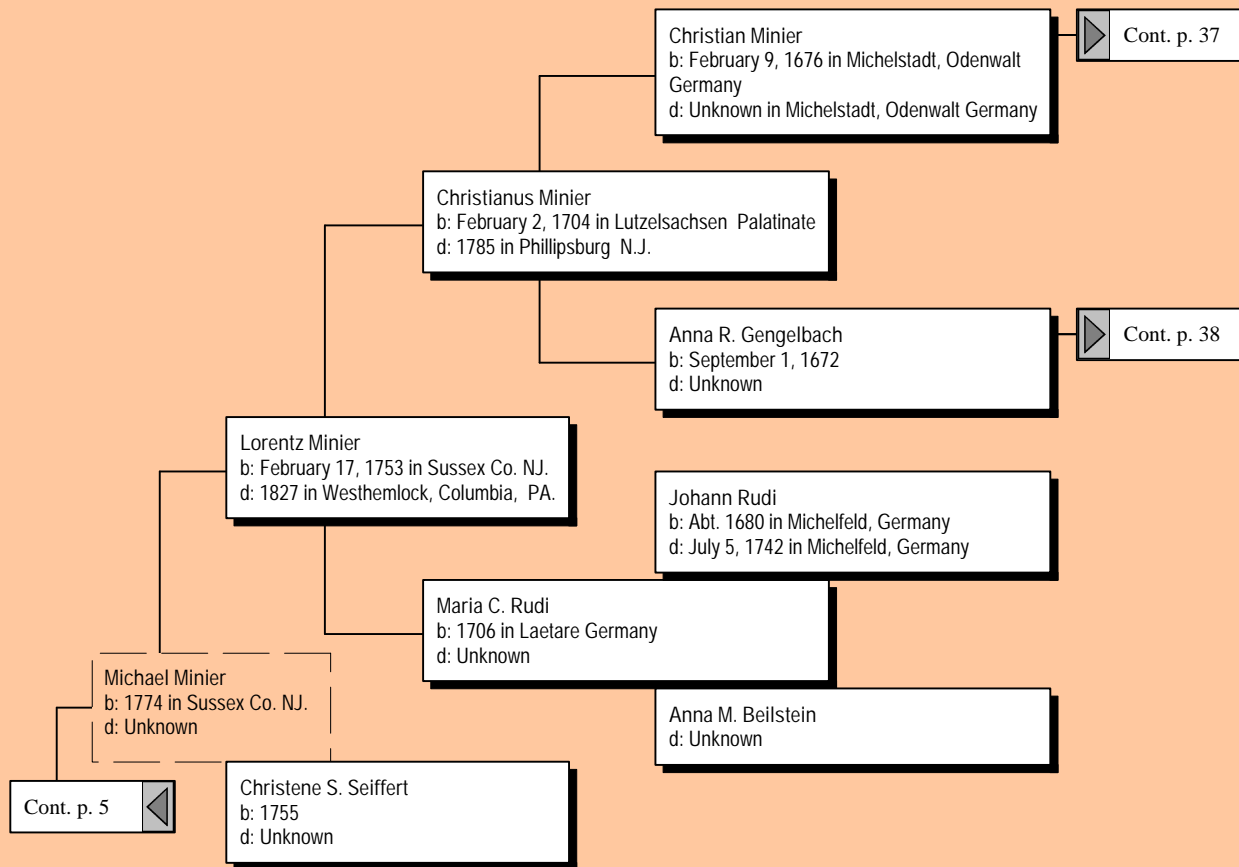 Christian Minier
b: February 9, 1676 in Michelstadt, Odenwalt
Germany
d: Unknown in Michelstadt, Odenwalt Germany
Cont. p. 37
Christianus Minier
b: February 2, 1704 in Lutzelsachsen Palatinate
d: 1785 in Phillipsburg N.J.
Anna R. Gengelbach
b: September 1, 1672
d: Unknown
Cont. p. 38
Lorentz Minier
b: February 17, 1753 in Sussex Co. NJ.
d: 1827 in Westhemlock, Columbia, PA.
Johann Rudi
b: Abt. 1680 in Michelfeld, Germany
d: July 5, 1742 in Michelfeld, Germany
Maria C. Rudi
b: 1706 in Laetare Germany
d: Unknown
Michael Minier
b: 1774 in Sussex Co. NJ.
d: Unknown
Anna M. Beilstein
d: Unknown
Cont. p. 5
Christene S. Seiffert
b: 1755
d: Unknown